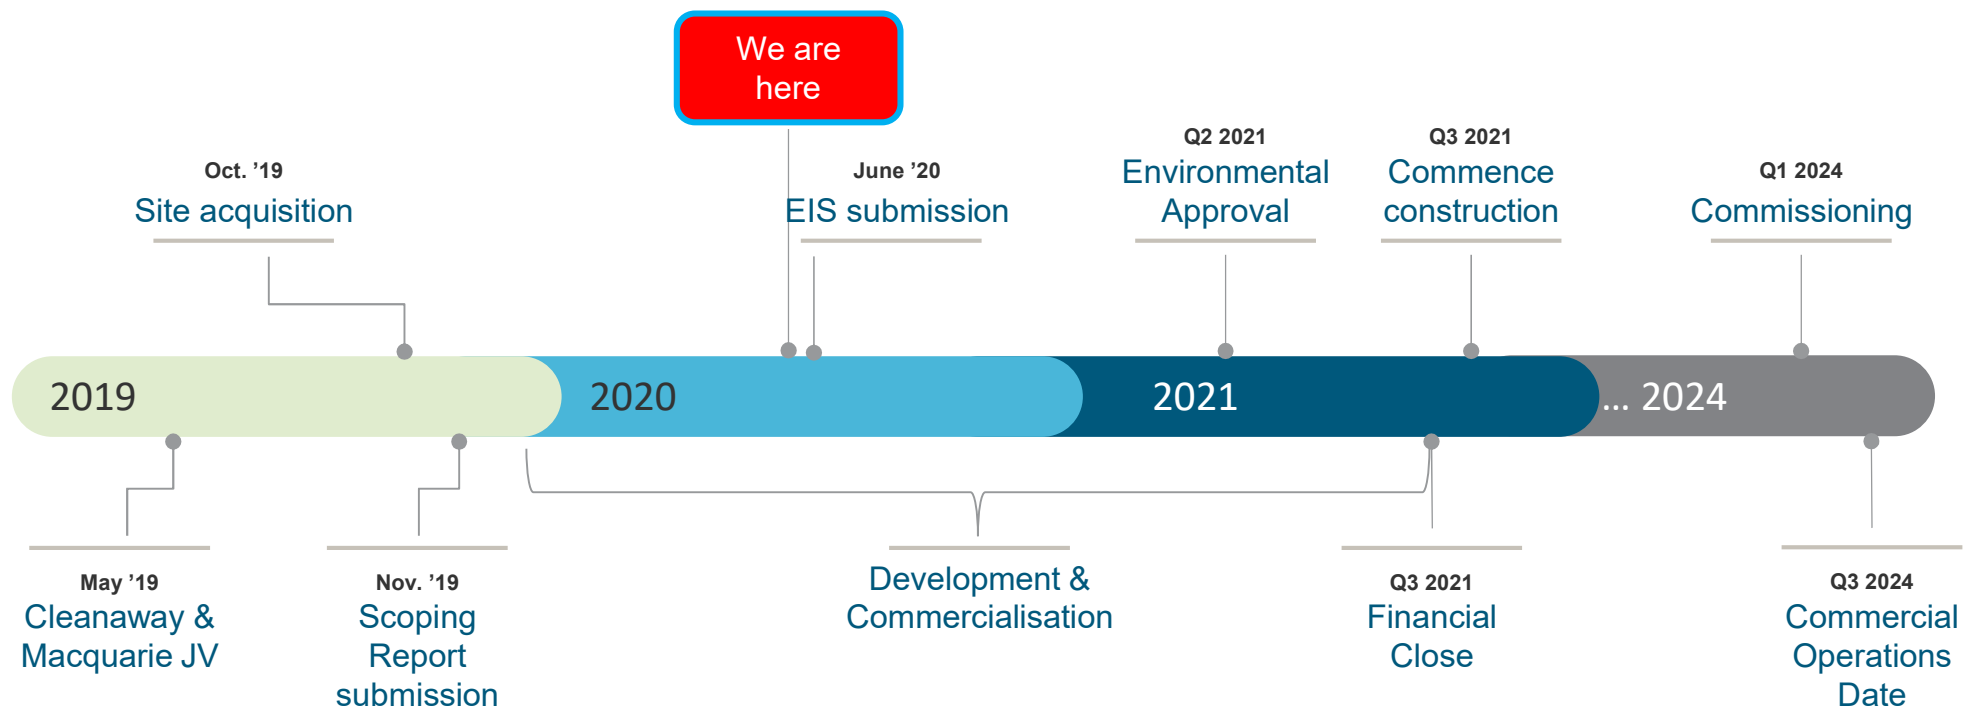 We are
here
Oct. ’19
Site acquisition
June ’20
EIS submission
Q2 2021
Environmental
Approval
Q3 2021
Commence
construction
Q1 2024
Commissioning
2019
2020
2021
... 2024
May ’19
Cleanaway &
Macquarie JV
Nov. ’19
Scoping
Report
submission
Development &
Commercialisation
Q3 2021
Financial
Close
Q3 2024
Commercial
Operations
Date